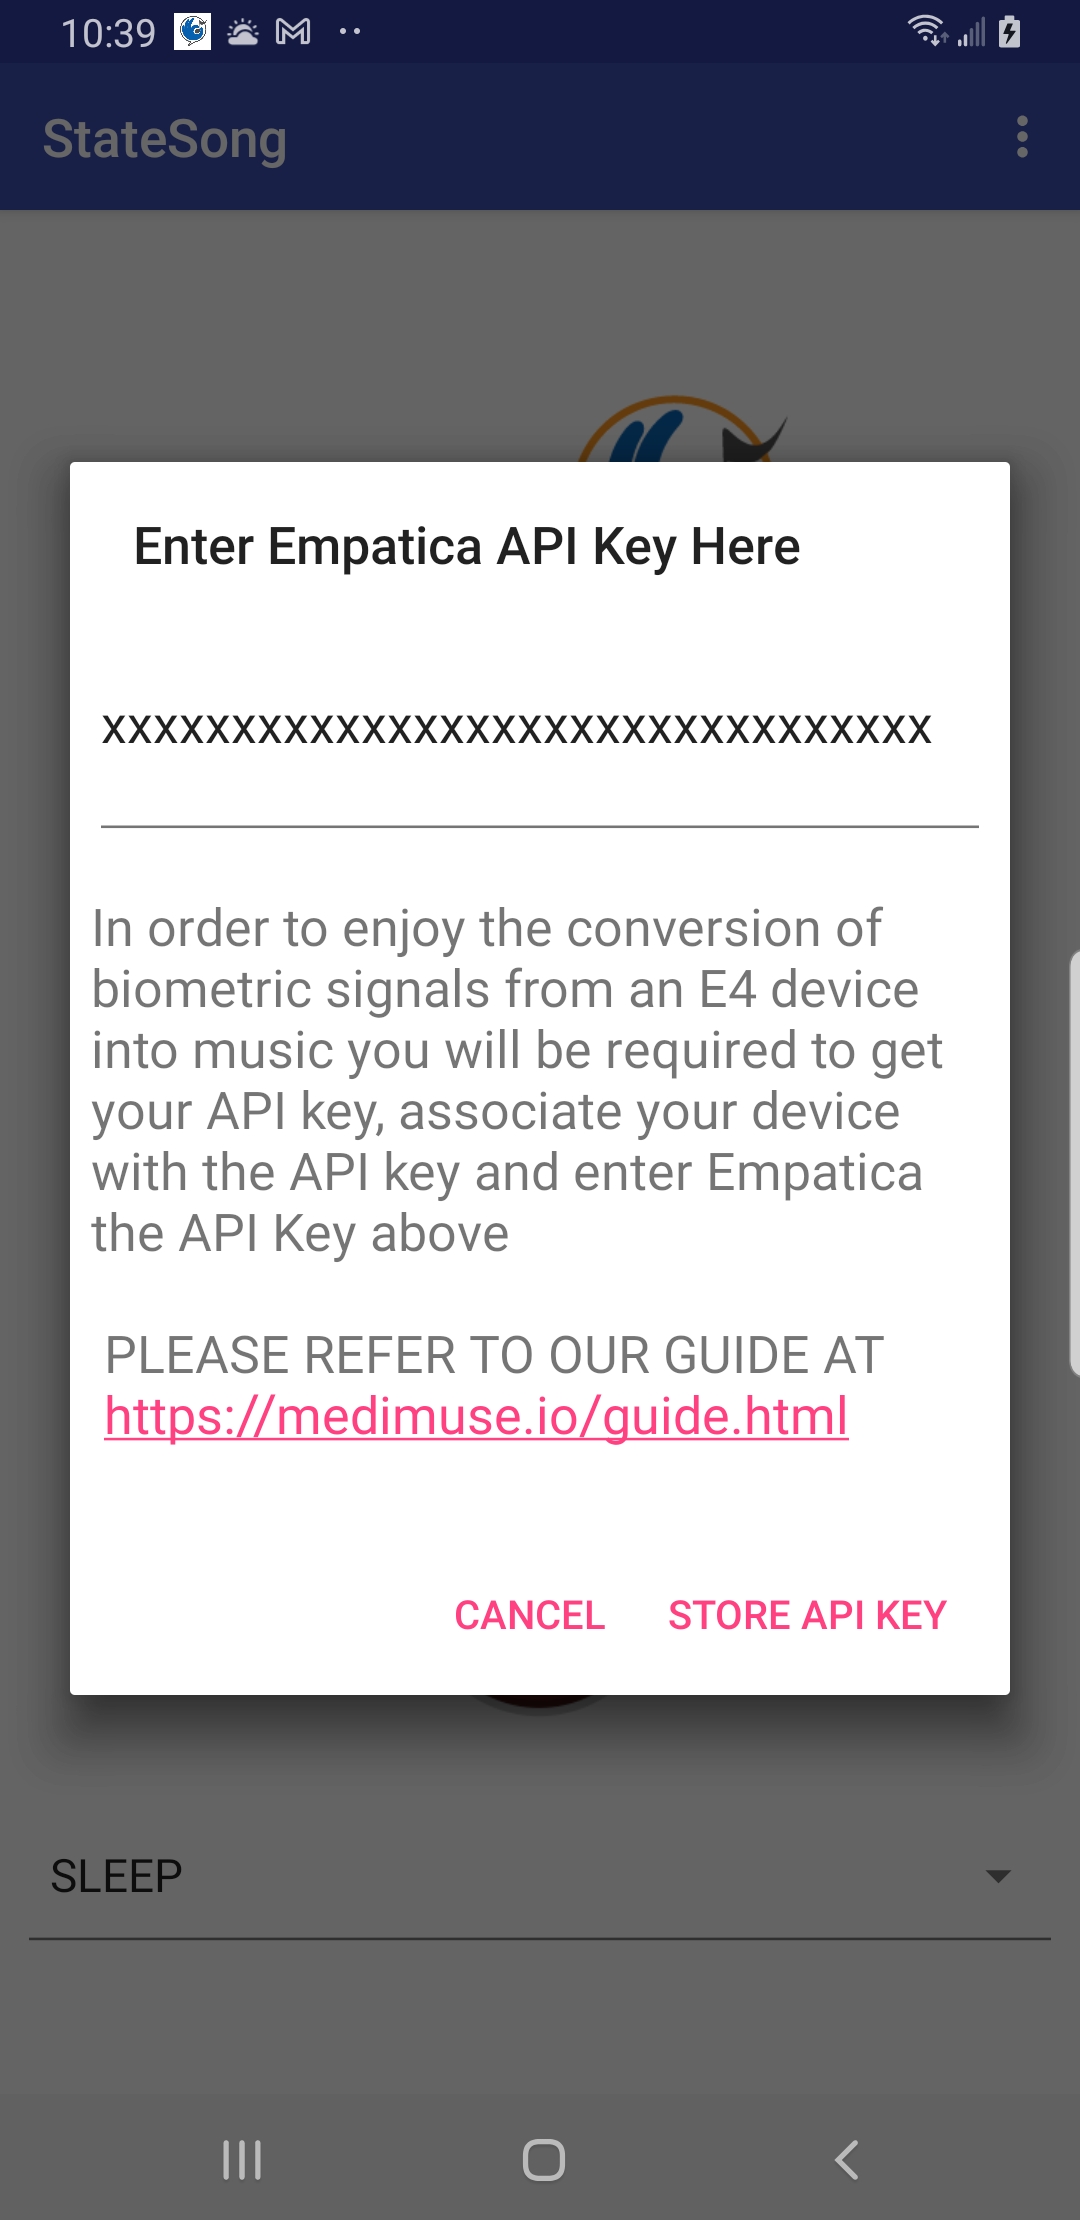 10:39
StateSong
Enter Empatica API Key Here
xxxxxxxxxxxxxxxxxxxxxxxxxxxxxxxx
In order to enjoy the conversion of
biometric signals from an E4 device
into music you will be required to get
your API key, associate your device
with the API key and enter Empatica
the API Key above
PLEASE REFER TO OUR GUIDE AT
https://medimuse.io/guide.html
CANCEL STORE API KEY
SLEEP